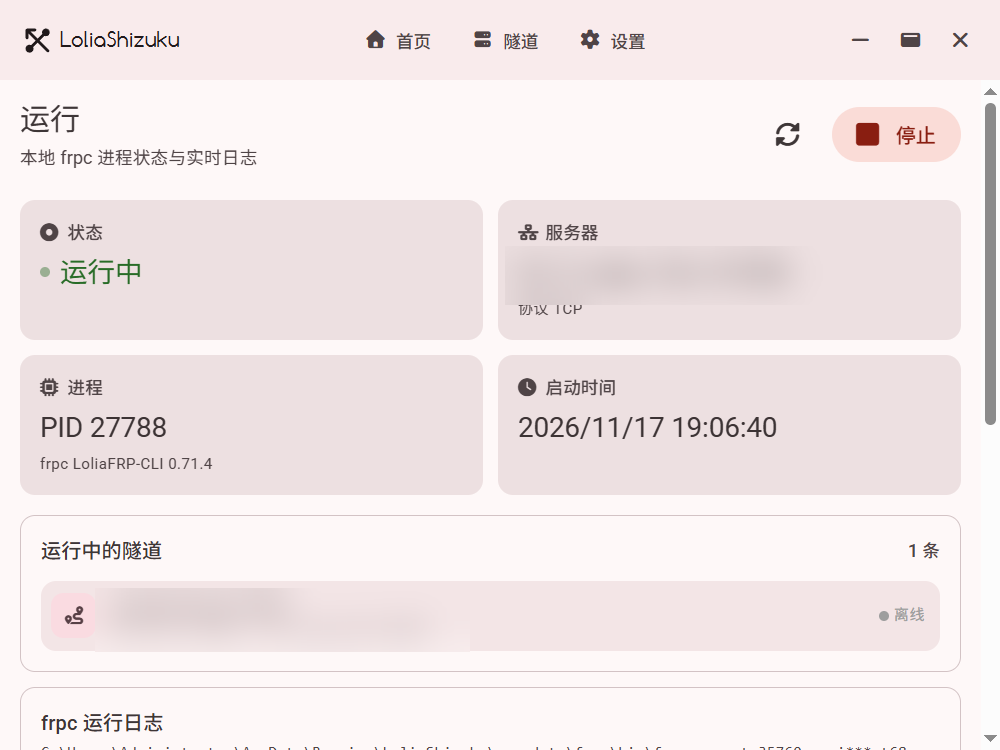 LoliaShizuku
首页
隧道
设置
运行
本地 frpc 进程状态与实时日志
停止
状态
运行中
服务器
协议 TCP
进程
PID 27788
frpc LoliaFRP-CLI 0.71.4
启动时间
2026/11/17 19:06:40
运行中的隧道
1 条
离线
frpc 运行日志